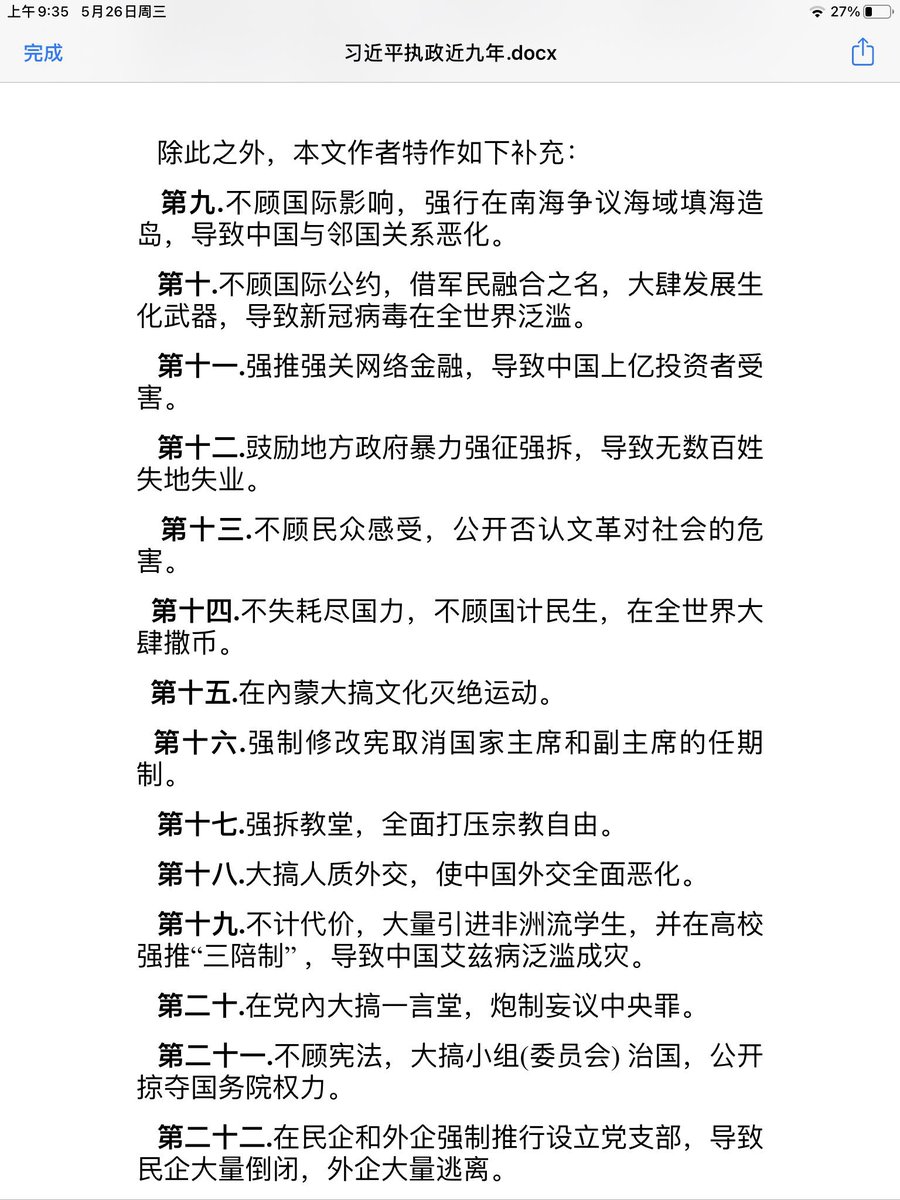 上午9:35 5月26日周三
27%
完成
习近平执政近九年.docx
除此之外，本文作者特作如下补充：
第九.不顾国际影响，强行在南海争议海域填海造
岛，导致中国与邻国关系恶化。
第十.不顾国际公约，借军民融合之名，大肆发展生
化武器，导致新冠病毒在全世界泛滥。
第十一.强推强关网络金融，导致中国上亿投资者受
害。
第十二.鼓励地方政府暴力强征强拆，导致无数百姓
失地失业。
第十三.不顾民众感受，公开否认文革对社会的危
害。
第十四.不失耗尽国力，不顾国计民生，在全世界大
肆撒币。
第十五.在内蒙大搞文化灭绝运动。
第十六.强制修改宪取消国家主席和副主席的任期
制。
第十七.强拆教堂，全面打压宗教自由。
第十八.大搞人质外交，使中国外交全面恶化。
第十九.不计代价，大量引进非洲流学生，并在高校
强推“三陪制”，导致中国艾兹病泛滥成灾。
第二十.在党内大搞一言堂，炮制妄议中央罪。
第二十一.不顾宪法，大搞小组(委员会) 治国，公开
掠夺国务院权力。
第二十二.在民企和外企强制推行设立党支部，导致
民企大量倒闭，外企大量逃离。